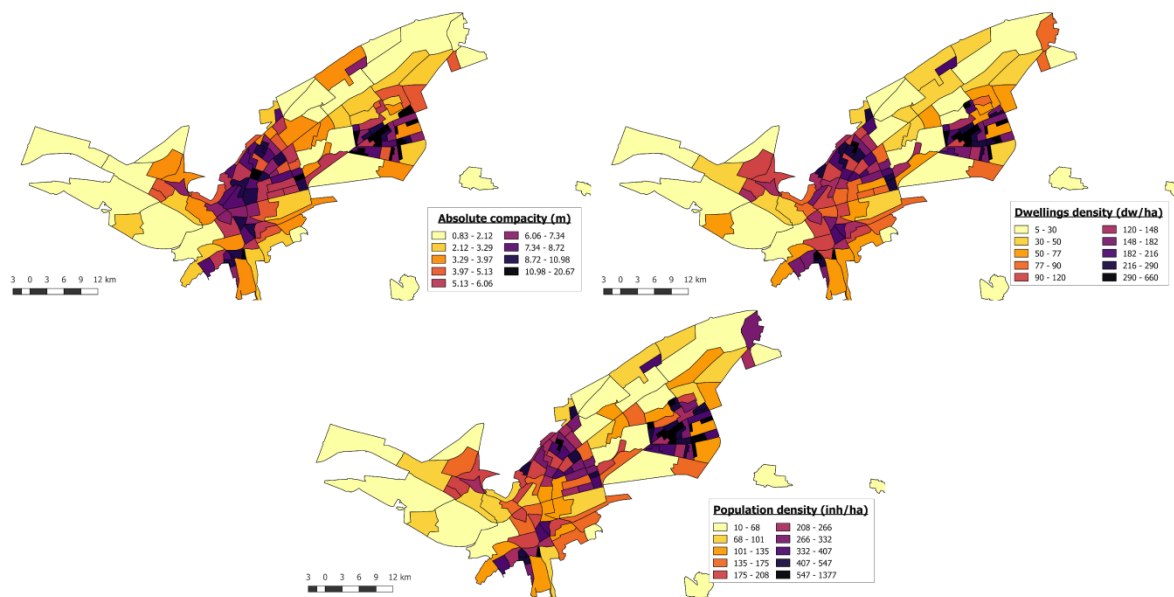 Absolute compacity (m)
0.83 - 2.12 6.06 - 7.34
2.12 - 3.29 7.34 - 8.72
3.29 - 3.97 8.72 - 10.98
3.97 - 5.13 10.98 - 20.67
5.13 - 6.06
3 0 3 6 9 12 km
Dwellings density (dw/ha)
5 - 30 120 - 148
30 - 50 148 - 182
50 - 77 182 - 216
77 - 90 216 - 290
90 - 120 290 - 660
3 0 3 6 9 12 km
Population density (inh/ha)
10 - 68 208 - 266
68 - 101 266 - 332
101 - 135 332 - 407
135 - 175 407 - 547
175 - 208 547 - 1377
3 0 3 6 9 12 km